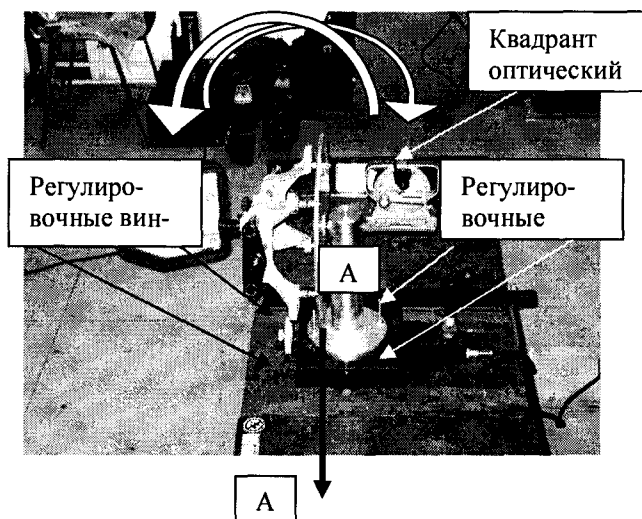 Квадрант
оптический
Регулиро-
вочные вин-
Регулиро-
вочные
А
А